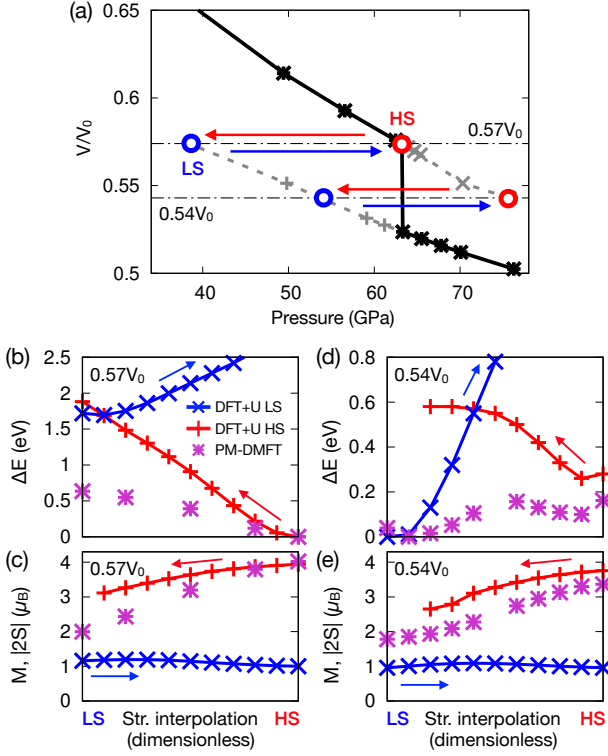 (a)
0.65
0.6
0.55
0.5
V/V₀
HS
LS
0.57V₀
0.54V₀
40
50
60
70
Pressure (GPa)
(b)
2.5
2
1.5
1
0.5
0
ΔE (eV)
0.57V₀
DFT+U LS
DFT+U HS
PM-DMFT
(d)
0.8
0.6
0.4
0.2
0
ΔE (eV)
0.54V₀
(c)
4
3
2
1
0
M, |2S| (μ_B)
0.57V₀
LS
Str. interpolation
HS
(dimensionless)
(e)
4
3
2
1
0
M, |2S| (μ_B)
0.54V₀
LS
Str. interpolation
HS
(dimensionless)